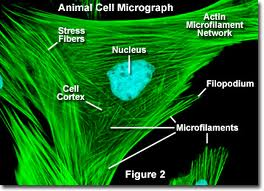 Animal Cell Micrograph
Stress
Fibers
Actin
Microfilament
Network
Nucleus
Filopodium
Cell
Cortex
Microfilaments
Figure 2